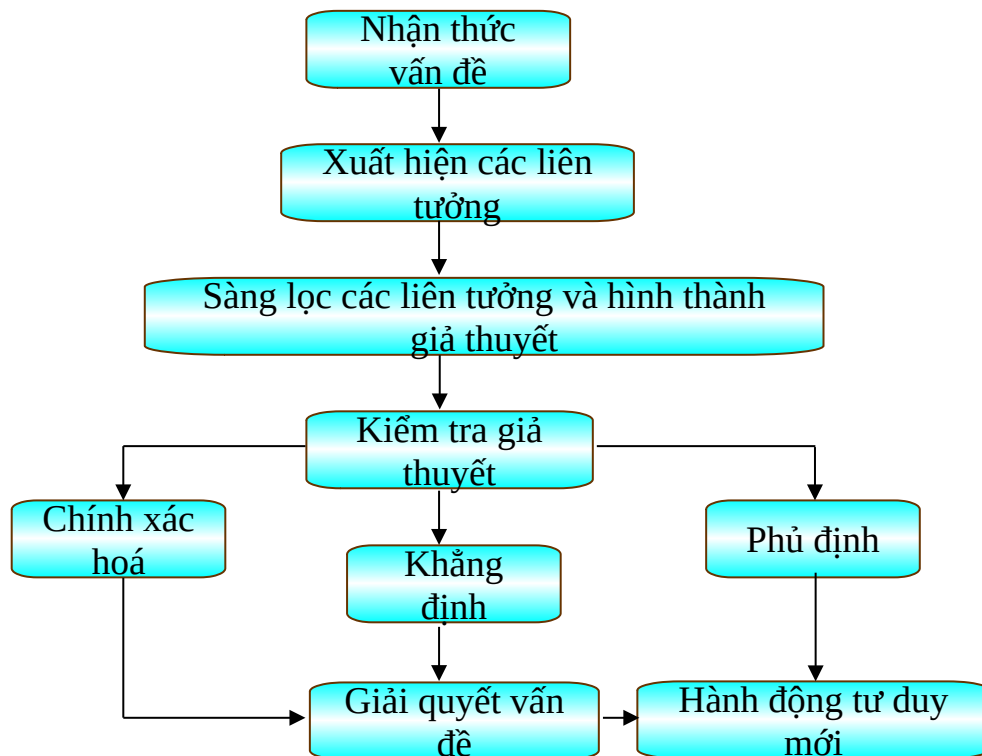 Nhận thức
vấn đề
Xuất hiện các liên
tưởng
Sàng lọc các liên tưởng và hình thành
giả thuyết
Kiểm tra giả
thuyết
Chính xác
hoá
Khẳng
định
Phủ định
Giải quyết vấn
đề
Hành động tư duy
mới